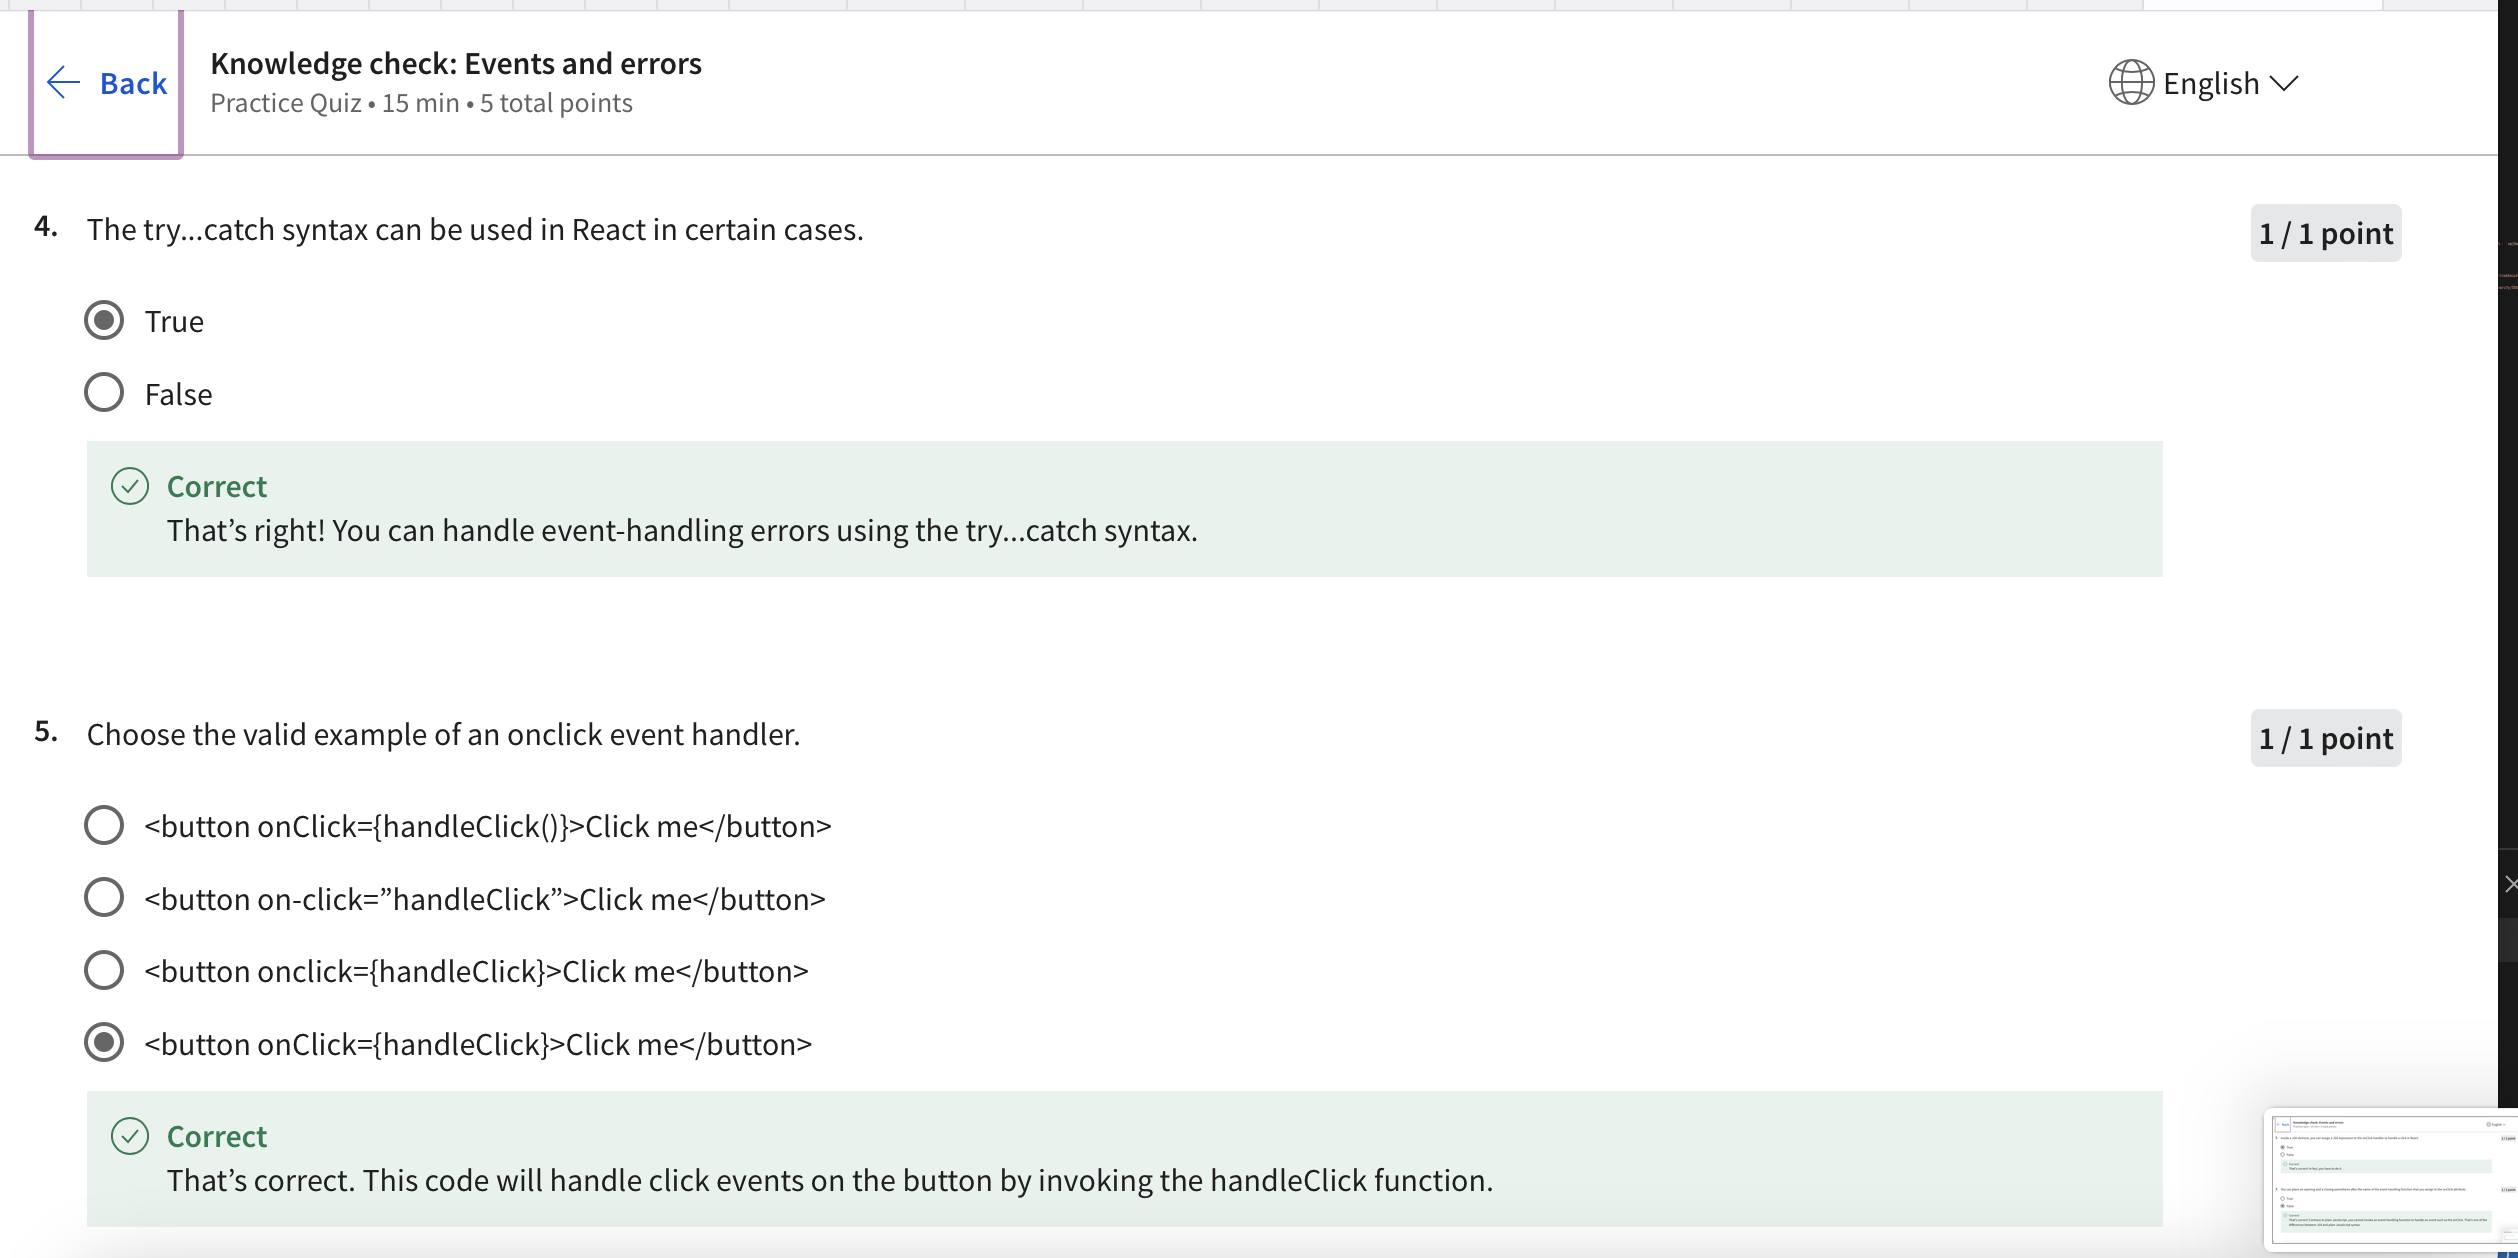 Back
Knowledge check: Events and errors
Practice Quiz • 15 min • 5 total points
English
4. The try...catch syntax can be used in React in certain cases.
1 / 1 point
True
False
Correct
That’s right! You can handle event-handling errors using the try...catch syntax.
5. Choose the valid example of an onclick event handler.
1 / 1 point
<button onClick={handleClick()}>Click me</button>
<button on-click=”handleClick”>Click me</button>
<button onclick={handleClick}>Click me</button>
<button onClick={handleClick}>Click me</button>
Correct
That’s correct. This code will handle click events on the button by invoking the handleClick function.